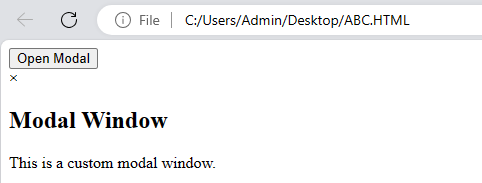 File | C:/Users/Admin/Desktop/ABC.HTML
Open Modal
×
Modal Window
This is a custom modal window.